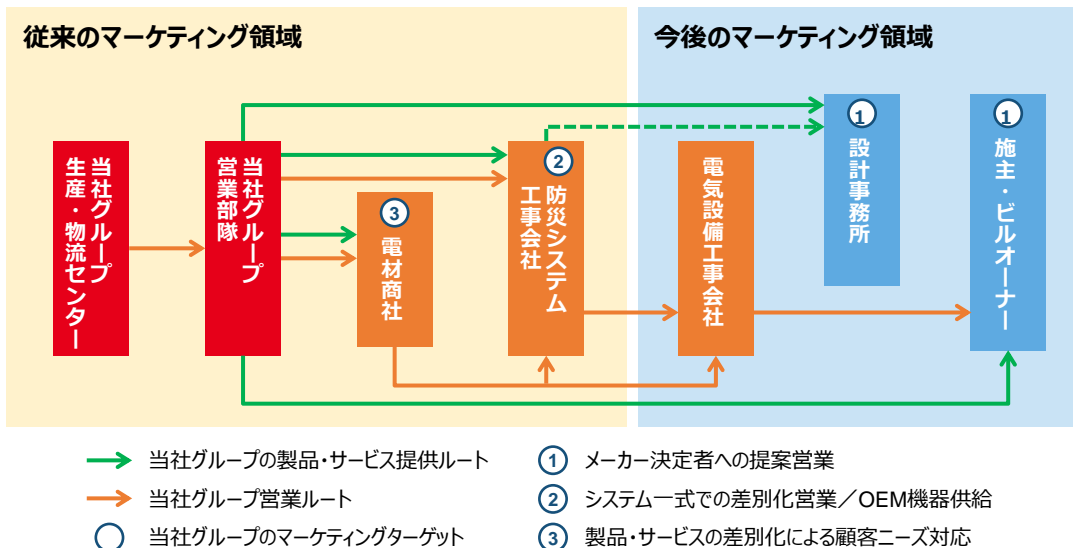 従来のマーケティング領域
今後のマーケティング領域
当社グループ
生産・物流センター
当社グループ
営業部隊
③
電材商社
②
防災システム
工事会社
電気設備工事会社
①
設計事務所
①
施主・ビルオーナー
当社グループの製品・サービス提供ルート
当社グループ営業ルート
当社グループのマーケティングターゲット
① メーカー決定者への提案営業
② システム一式での差別化営業／OEM機器供給
③ 製品・サービスの差別化による顧客ニーズ対応